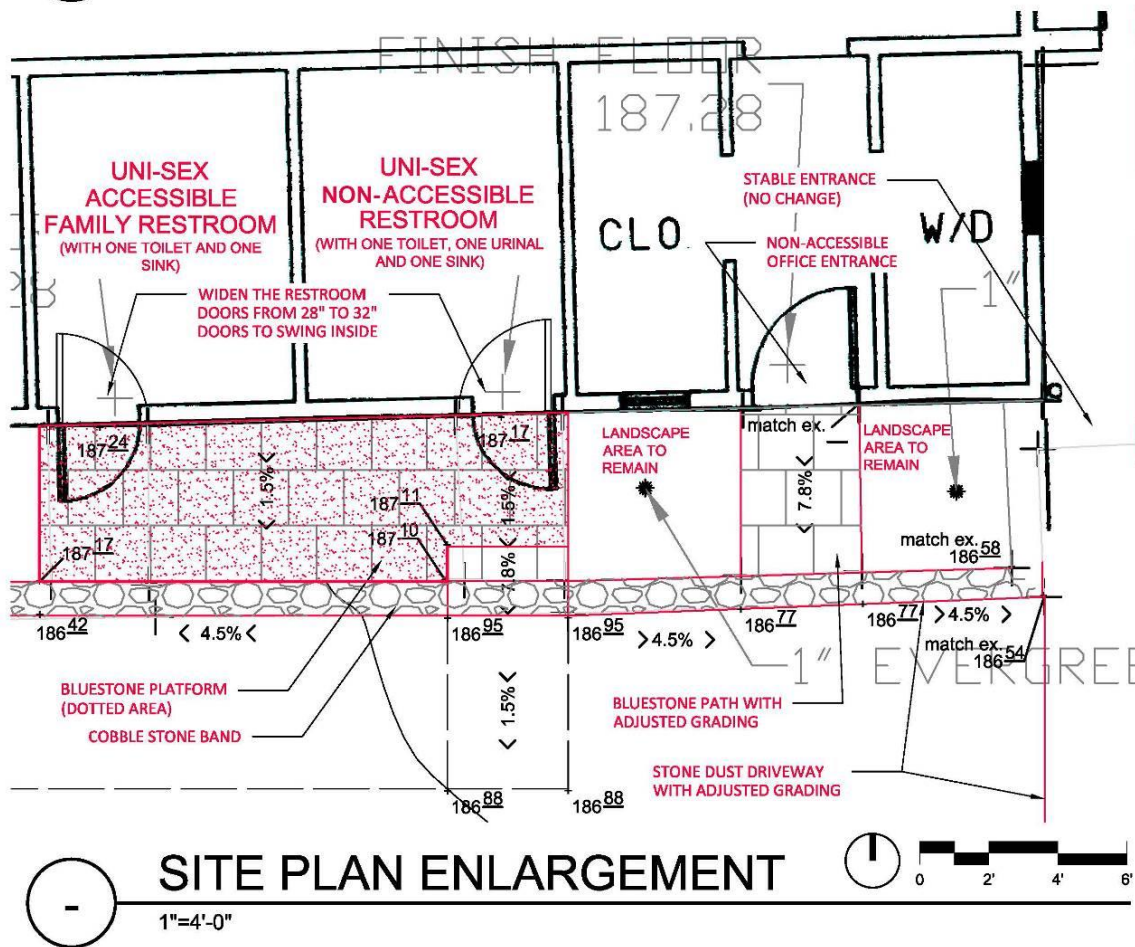 FINISH FLOOR
187.28
UNI-SEX
ACCESSIBLE
FAMILY RESTROOM
(WITH ONE TOILET AND ONE
SINK)
UNI-SEX
NON-ACCESSIBLE
RESTROOM
(WITH ONE TOILET, ONE URINAL
AND ONE SINK)
STABLE ENTRANCE
(NO CHANGE)
CLO
W/D
NON-ACCESSIBLE
OFFICE ENTRANCE
28
WIDEN THE RESTROOM
DOORS FROM 28" TO 32"
DOORS TO SWING INSIDE
1"
187 24
187 17
1.5%
1.5%
187 11
187 10
187 17
7.8%
LANDSCAPE
AREA TO
REMAIN
match ex.
7.8%
LANDSCAPE
AREA TO
REMAIN
match ex.
186 58
186 42
< 4.5% <
186 95
186 95
> 4.5% >
186 77
186 77
> 4.5% >
match ex.
186 54
1" EVERGREE
BLUESTONE PLATFORM
(DOTTED AREA)
COBBLE STONE BAND
1.5%
BLUESTONE PATH WITH
ADJUSTED GRADING
STONE DUST DRIVEWAY
WITH ADJUSTED GRADING
186 88
186 88
-
SITE PLAN ENLARGEMENT
1"=4'-0"
0 2' 4' 6'